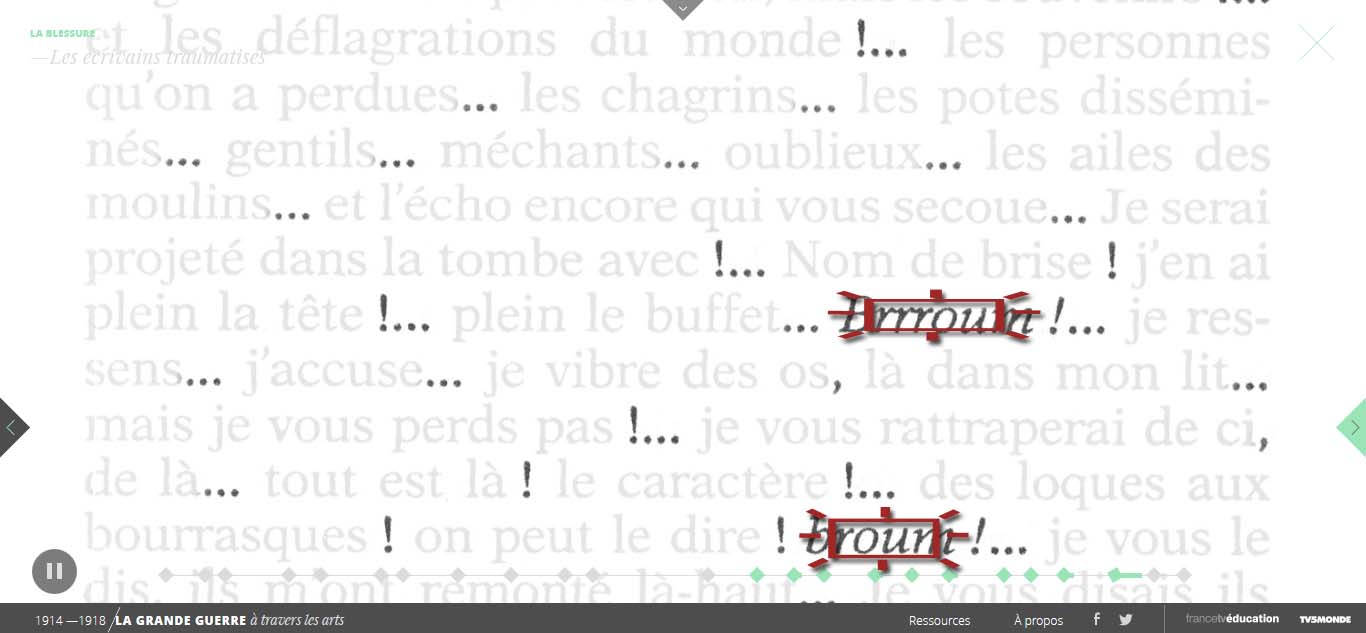 LA BLESSURE
—Les écrivains traumatisés
et les déflagrations du monde !... les personnes
qu’on a perdues... les chagrins... les potes dissémi-
nés... gentils... méchants... oublieux... les ailes des
moulins... et l’écho encore qui vous secoue... Je serai
projeté dans la tombe avec !... Nom de brise ! j’en ai
plein la tête !... plein le buffet... Brrroum !... je res-
sens... j’accuse... je vibre des os, là dans mon lit...
mais je vous perds pas !... je vous rattraperai de ci,
de là... tout est là ! le caractère !... des loques aux
bourrasques ! on peut le dire ! broum !... je vous le
dis, ils m’ont remonté là-haut... Je vous disais ils
1914 —1918 / LA GRANDE GUERRE à travers les arts
Ressources À propos f francetvéducation TV5MONDE